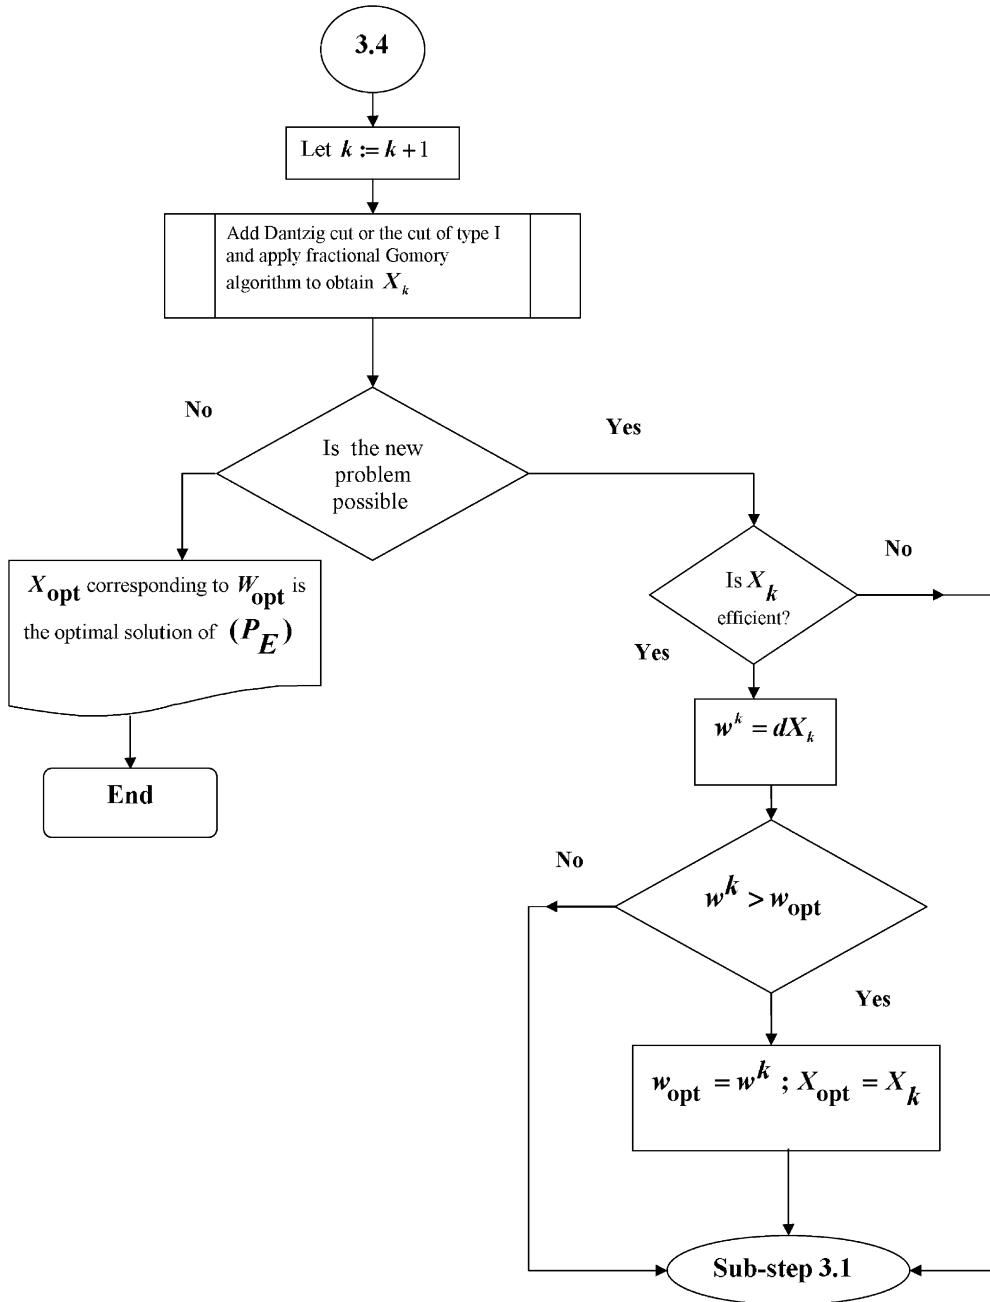 3.4
Let k := k + 1
Add Dantzig cut or the cut of type I
and apply fractional Gomory
algorithm to obtain X_k
No
Yes
Is the new
problem
possible
No
X_opt corresponding to W_opt is
the optimal solution of (P_E)
Is X_k
efficient?
Yes
w^k = dX_k
End
No
w^k > w_opt
Yes
w_opt = w^k ; X_opt = X_k
Sub-step 3.1